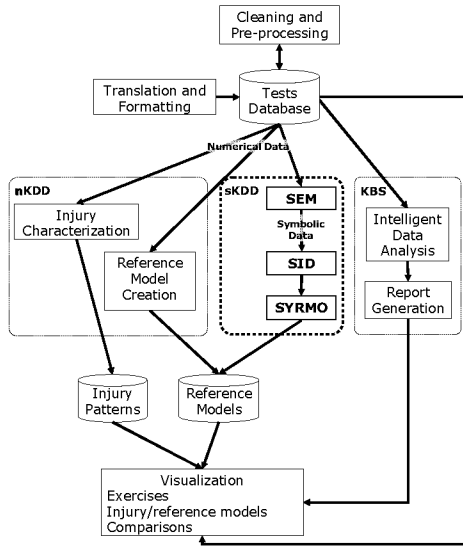 Cleaning and
Pre-processing
Translation and
Formatting
Tests
Database
Numerical Data
nKDD
sKDD
KBS
Injury
Characterization
Reference
Model
Creation
SEM
Symbolic
Data
SID
SYRMO
Intelligent
Data
Analysis
Report
Generation
Injury
Patterns
Reference
Models
Visualization
Exercises
Injury/reference models
Comparisons